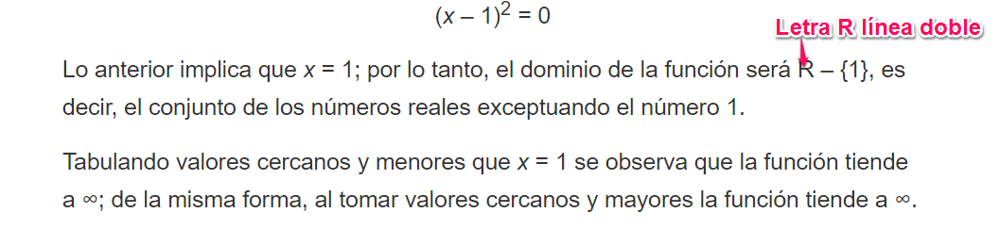 (x – 1)² = 0
Letra R línea doble
Lo anterior implica que x = 1; por lo tanto, el dominio de la función será R – {1}, es
decir, el conjunto de los números reales exceptuando el número 1.
Tabulando valores cercanos y menores que x = 1 se observa que la función tiende
a ∞; de la misma forma, al tomar valores cercanos y mayores la función tiende a ∞.